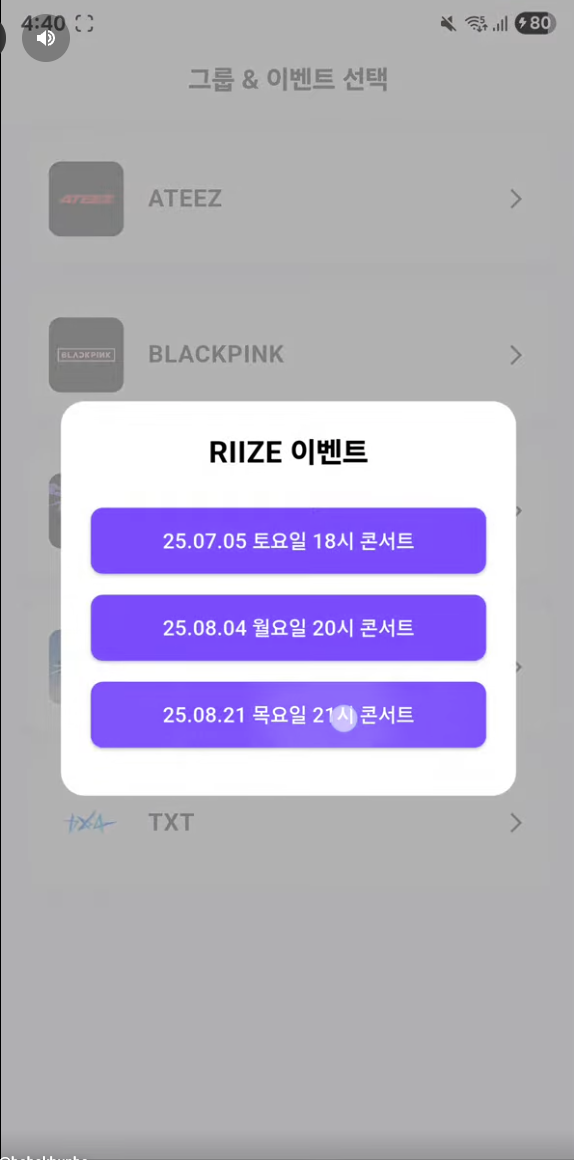 4:40
80
그룹 & 이벤트 선택
ATEEZ
ATEEZ
BLACKPINK
BLACKPINK
RIIZE 이벤트
25.07.05 토요일 18시 콘서트
25.08.04 월요일 20시 콘서트
25.08.21 목요일 21시 콘서트
TXT